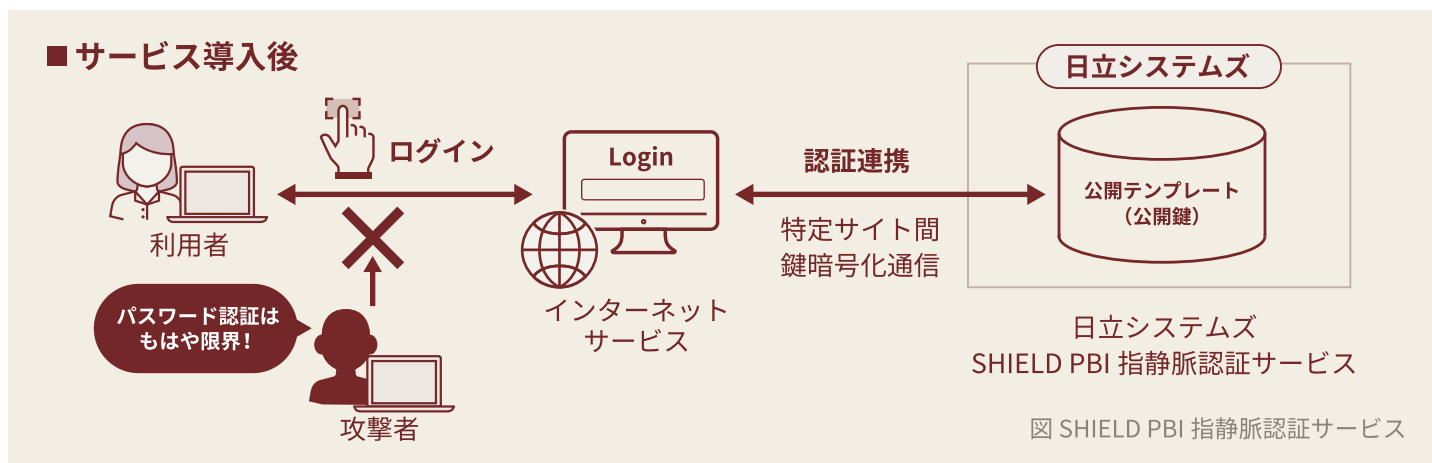 ■サービス導入後
日立システムズ
ログイン
Login
認証連携
公開テンプレート
（公開鍵）
特定サイト間
鍵暗号化通信
利用者
インターネット
サービス
パスワード認証は
もはや限界！
攻撃者
日立システムズ
SHIELD PBI 指静脈認証サービス
図 SHIELD PBI 指静脈認証サービス